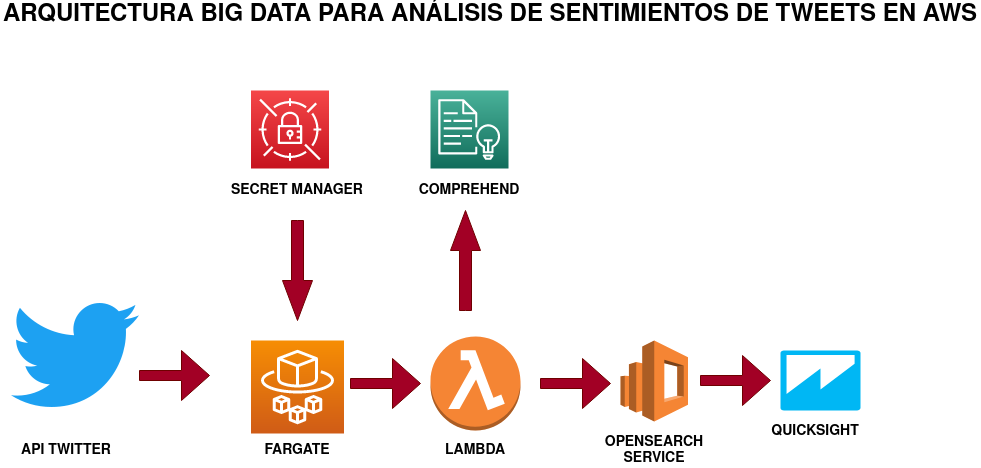 ARQUITECTURA BIG DATA PARA ANÁLISIS DE SENTIMIENTOS DE TWEETS EN AWS
SECRET MANAGER
COMPREHEND
API TWITTER
FARGATE
LAMBDA
OPENSEARCH
SERVICE
QUICKSIGHT